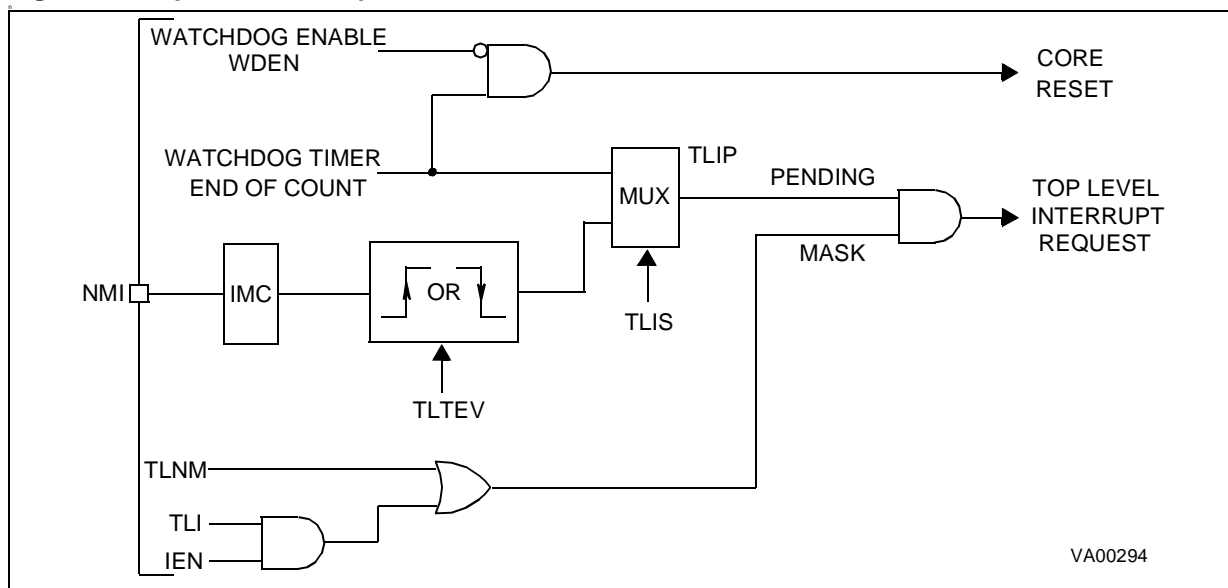 WATCHDOG ENABLE
WDEN
CORE
RESET
WATCHDOG TIMER
END OF COUNT
TLIP
MUX
PENDING
MASK
TOP LEVEL
INTERRUPT
REQUEST
NMI
IMC
OR
TLIS
TLTEV
TLNM
TLI
IEN
VA00294